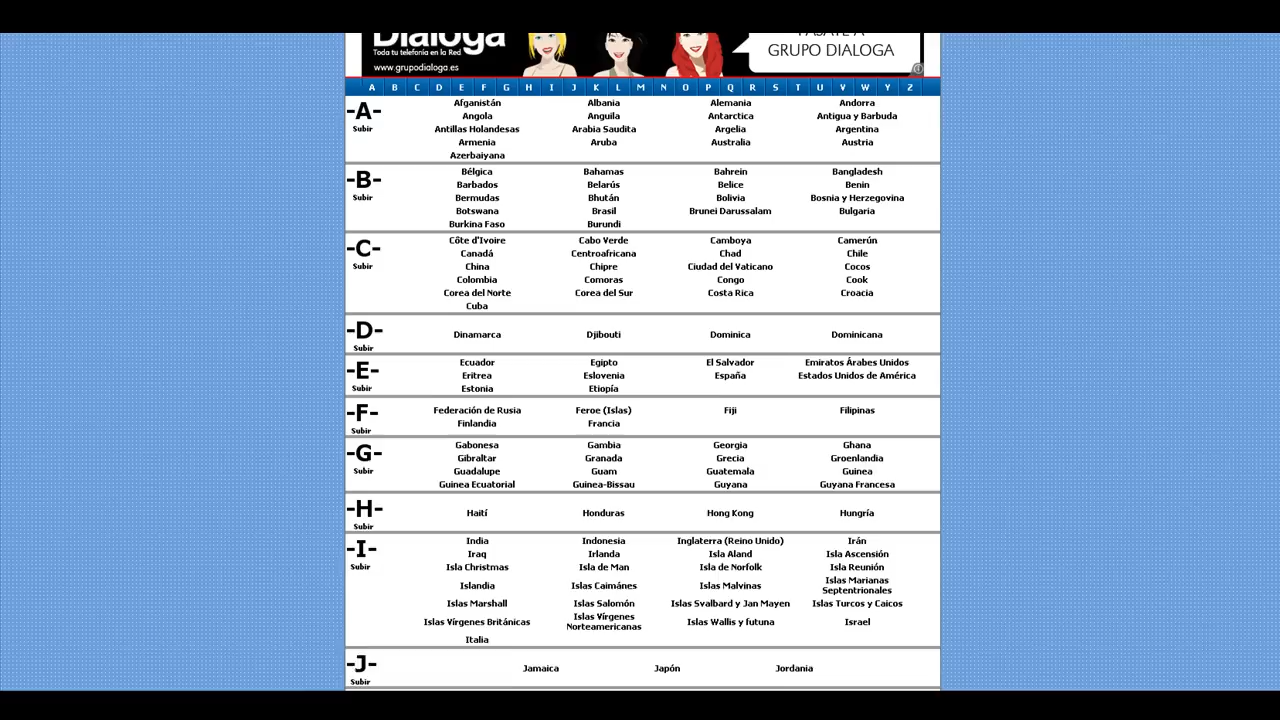 Dialoga
Toda tu telefonía en la Red
www.grupodialoga.es
PÁSATE A
GRUPO DIALOGA
A B C D E F G H I J K L M N O P Q R S T U V W Y Z
-A-
Subir
Afganistán Albania Alemania Andorra
Angola Anguila Antarctica Antigua y Barbuda
Antillas Holandesas Arabia Saudita Argelia Argentina
Armenia Aruba Australia Austria
Azerbaiyana
-B-
Subir
Bélgica Bahamas Bahrein Bangladesh
Barbados Belarús Belice Benin
Bermudas Bhután Bolivia Bosnia y Herzegovina
Botswana Brasil Brunei Darussalam Bulgaria
Burkina Faso Burundi
-C-
Subir
Côte d'Ivoire Cabo Verde Camboya Camerún
Canadá Centroafricana Chad Chile
China Chipre Ciudad del Vaticano Cocos
Colombia Comoras Congo Cook
Corea del Norte Corea del Sur Costa Rica Croacia
Cuba
-D-
Subir
Dinamarca Djibouti Dominica Dominicana
-E-
Subir
Ecuador Egipto El Salvador Emiratos Árabes Unidos
Eritrea Eslovenia España Estados Unidos de América
Estonia Etiopía
-F-
Subir
Federación de Rusia Feroe (Islas) Fiji Filipinas
Finlandia Francia
-G-
Subir
Gabonesa Gambia Georgia Ghana
Gibraltar Granada Grecia Groenlandia
Guadalupe Guam Guatemala Guinea
Guinea Ecuatorial Guinea-Bissau Guyana Guyana Francesa
-H-
Subir
Haití Honduras Hong Kong Hungría
-I-
Subir
India Indonesia Inglaterra (Reino Unido) Irán
Iraq Irlanda Isla Aland Isla Ascensión
Isla Christmas Isla de Man Isla de Norfolk Isla Reunión
Islandia Islas Caimánes Islas Malvinas Islas Marianas
Septentrionales
Islas Marshall Islas Salomón Islas Svalbard y Jan Mayen Islas Turcos y Caicos
Islas Vírgenes Británicas Islas Vírgenes
Norteamericanas Islas Wallis y futuna Israel
Italia
-J-
Subir
Jamaica Japón Jordania